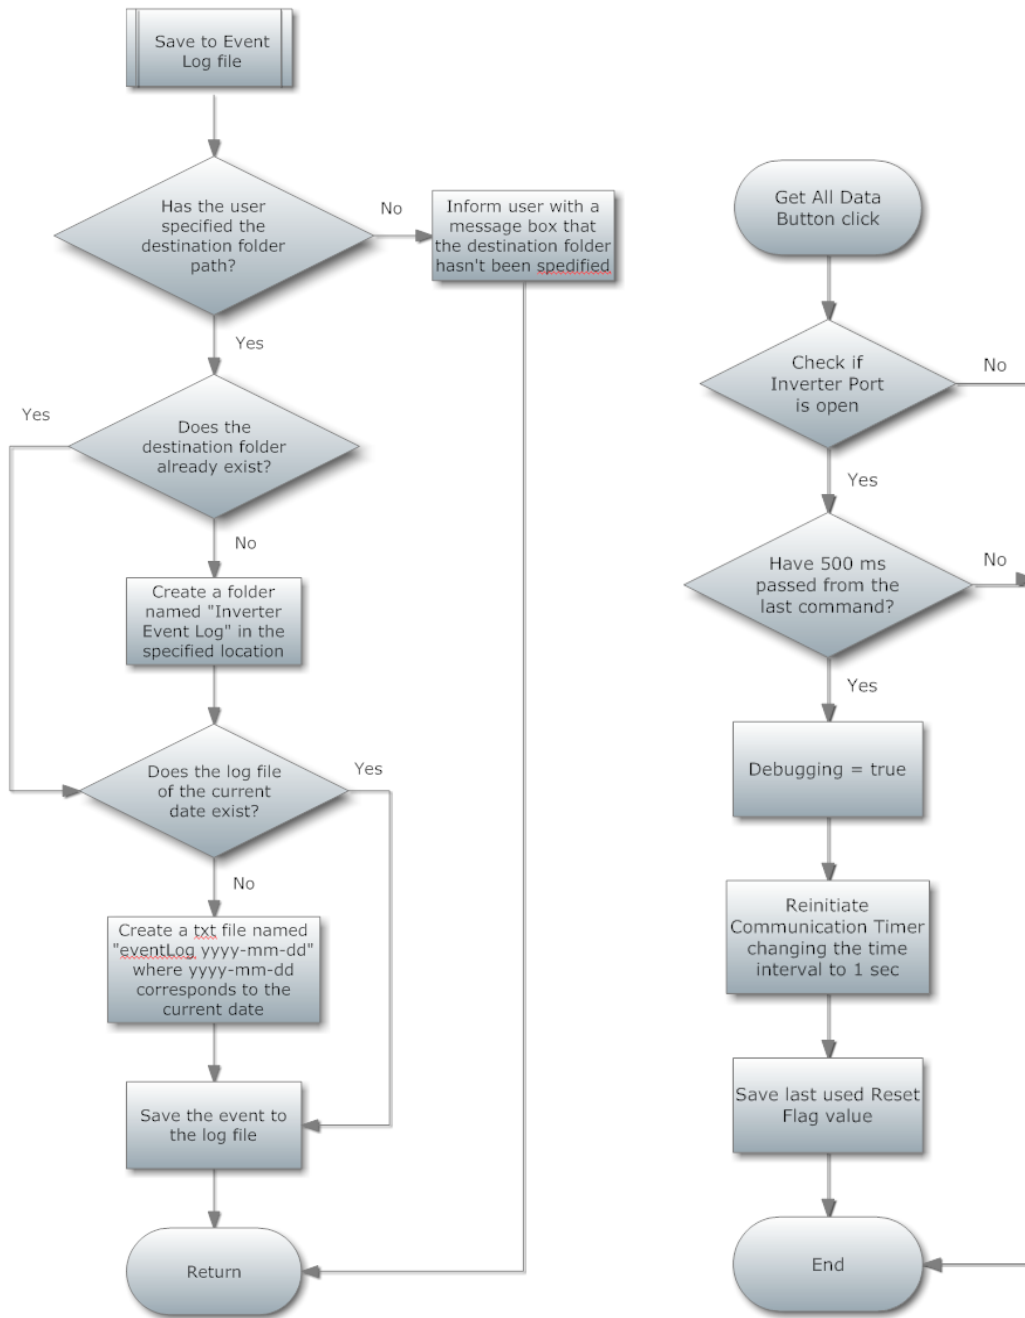 Save to Event
Log file
Has the user
specified the
destination folder
path?
No
Inform user with a
message box that
the destination folder
hasn't been spedified
Yes
Does the
destination folder
already exist?
Yes
No
Create a folder
named "Inverter
Event Log" in the
specified location
Does the log file
of the current
date exist?
Yes
No
Create a txt file named
"eventLog yyyy-mm-dd"
where yyyy-mm-dd
corresponds to the
current date
Save the event to
the log file
Return
Get All Data
Button click
Check if
Inverter Port
is open
No
Yes
Have 500 ms
passed from the
last command?
No
Yes
Debugging = true
Reinitiate
Communication Timer
changing the time
interval to 1 sec
Save last used Reset
Flag value
End